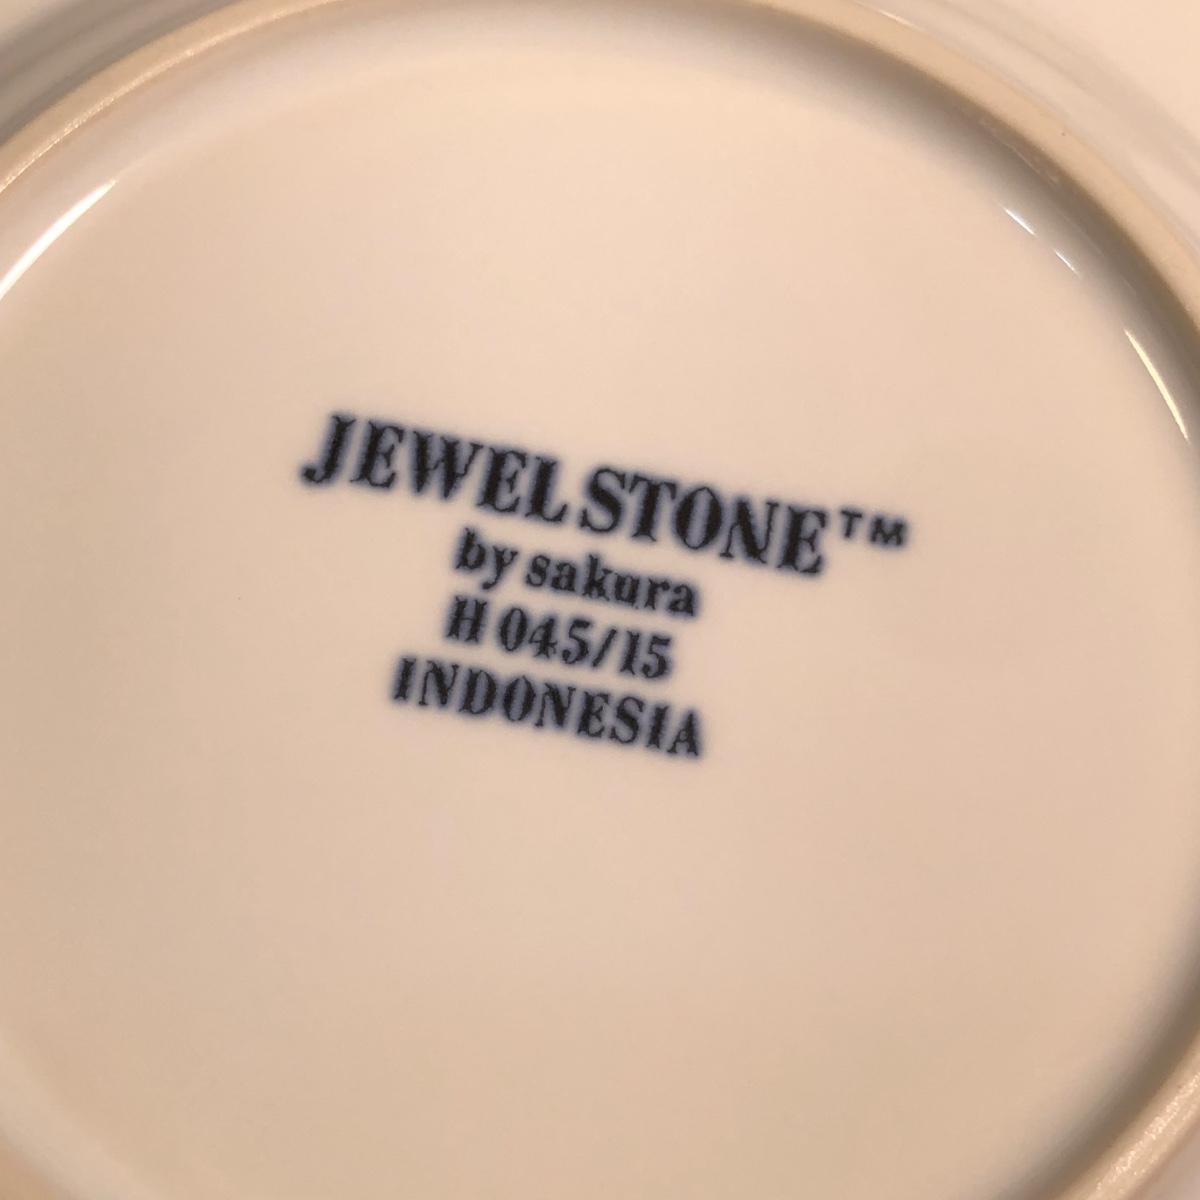 JEWEL STONE™
by sakura
H 045/15
INDONESIA